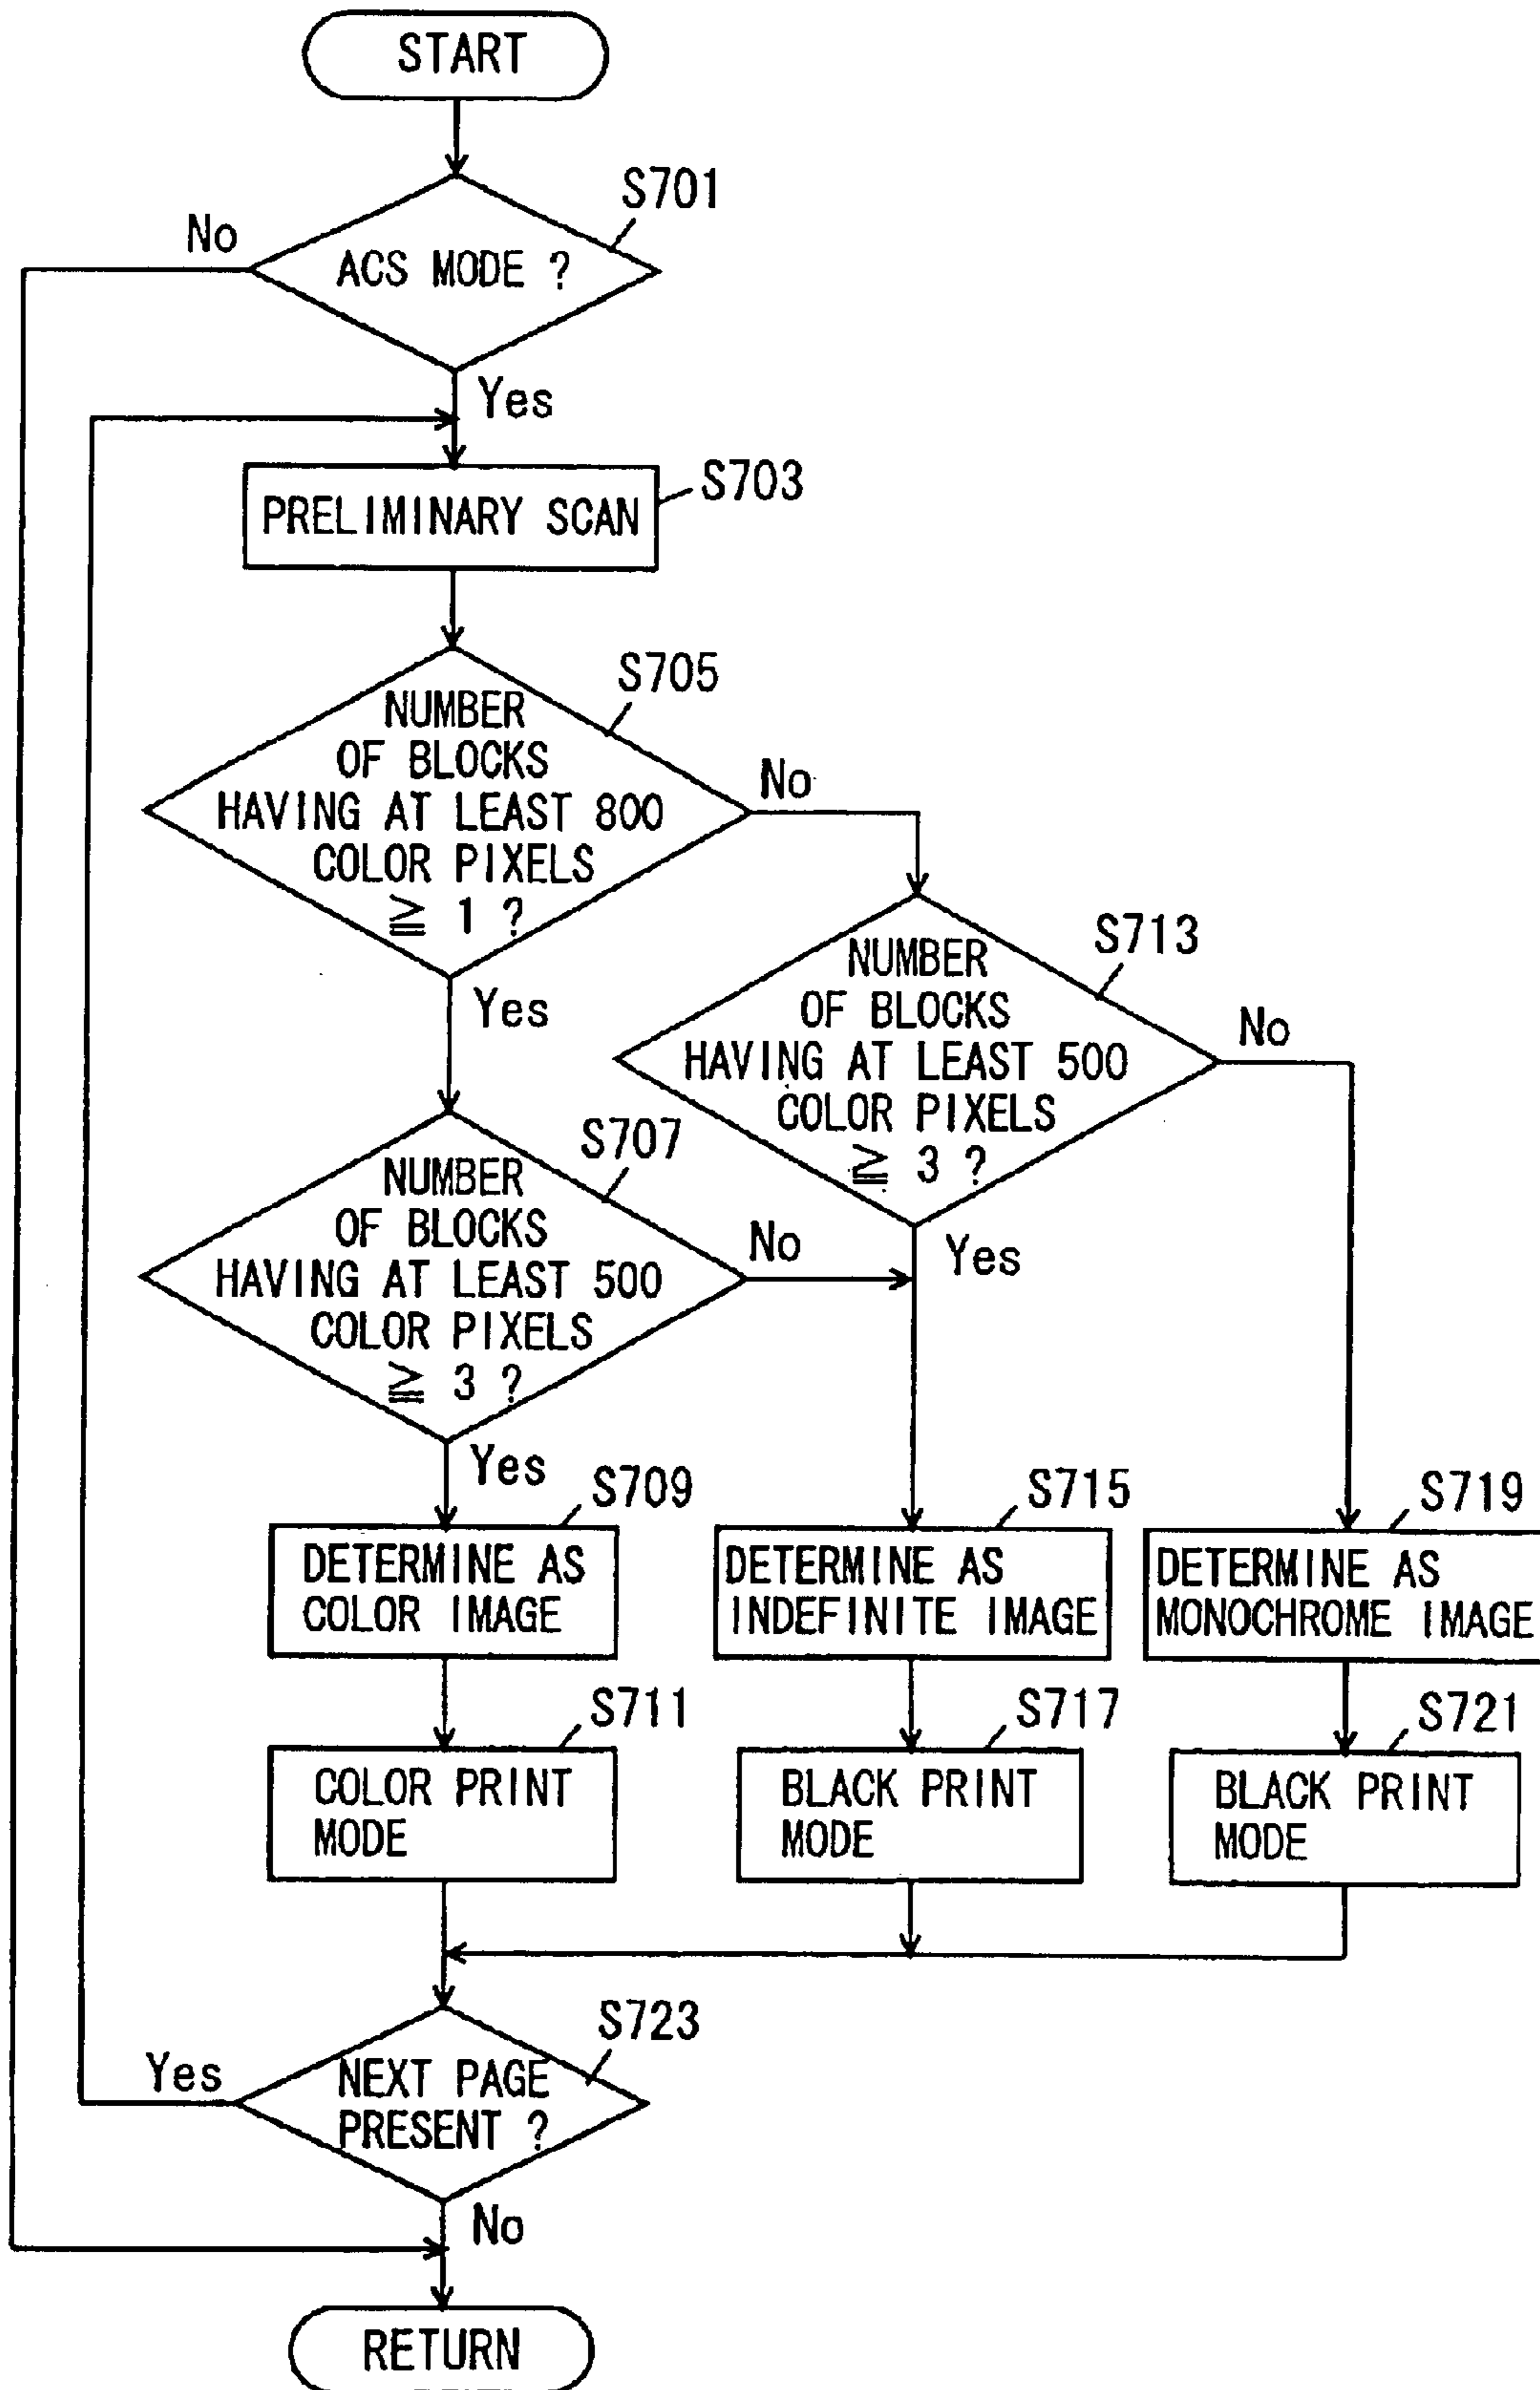 START
S701
No
ACS MODE ?
Yes
S703
PRELIMINARY SCAN
S705
NUMBER
OF BLOCKS
HAVING AT LEAST 800
COLOR PIXELS
≧ 1 ?
No
Yes
S713
NUMBER
OF BLOCKS
HAVING AT LEAST 500
COLOR PIXELS
≧ 3 ?
No
Yes
S707
NUMBER
OF BLOCKS
HAVING AT LEAST 500
COLOR PIXELS
≧ 3 ?
No
Yes
S709
DETERMINE AS
COLOR IMAGE
S715
DETERMINE AS
INDEFINITE IMAGE
S719
DETERMINE AS
MONOCHROME IMAGE
S711
COLOR PRINT
MODE
S717
BLACK PRINT
MODE
S721
BLACK PRINT
MODE
S723
Yes
NEXT PAGE
PRESENT ?
No
RETURN